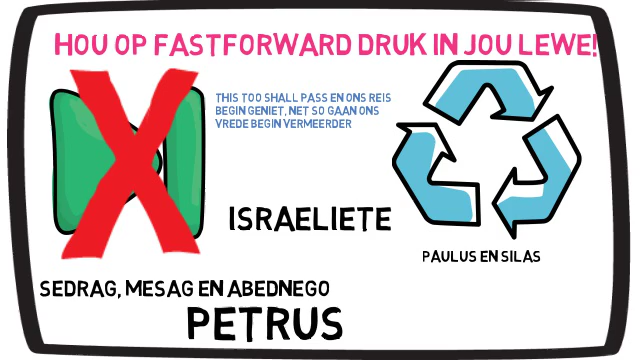 HOU OP FASTFORWARD DRUK IN JOU LEWE!
THIS TOO SHALL PASS EN ONS REIS
BEGIN GENIET, NET SO GAAN ONS
VREDE BEGIN VERMEERDER
ISRAELIETE
PAULUS EN SILAS
SEDRAG, MESAG EN ABEDNEGO
PETRUS